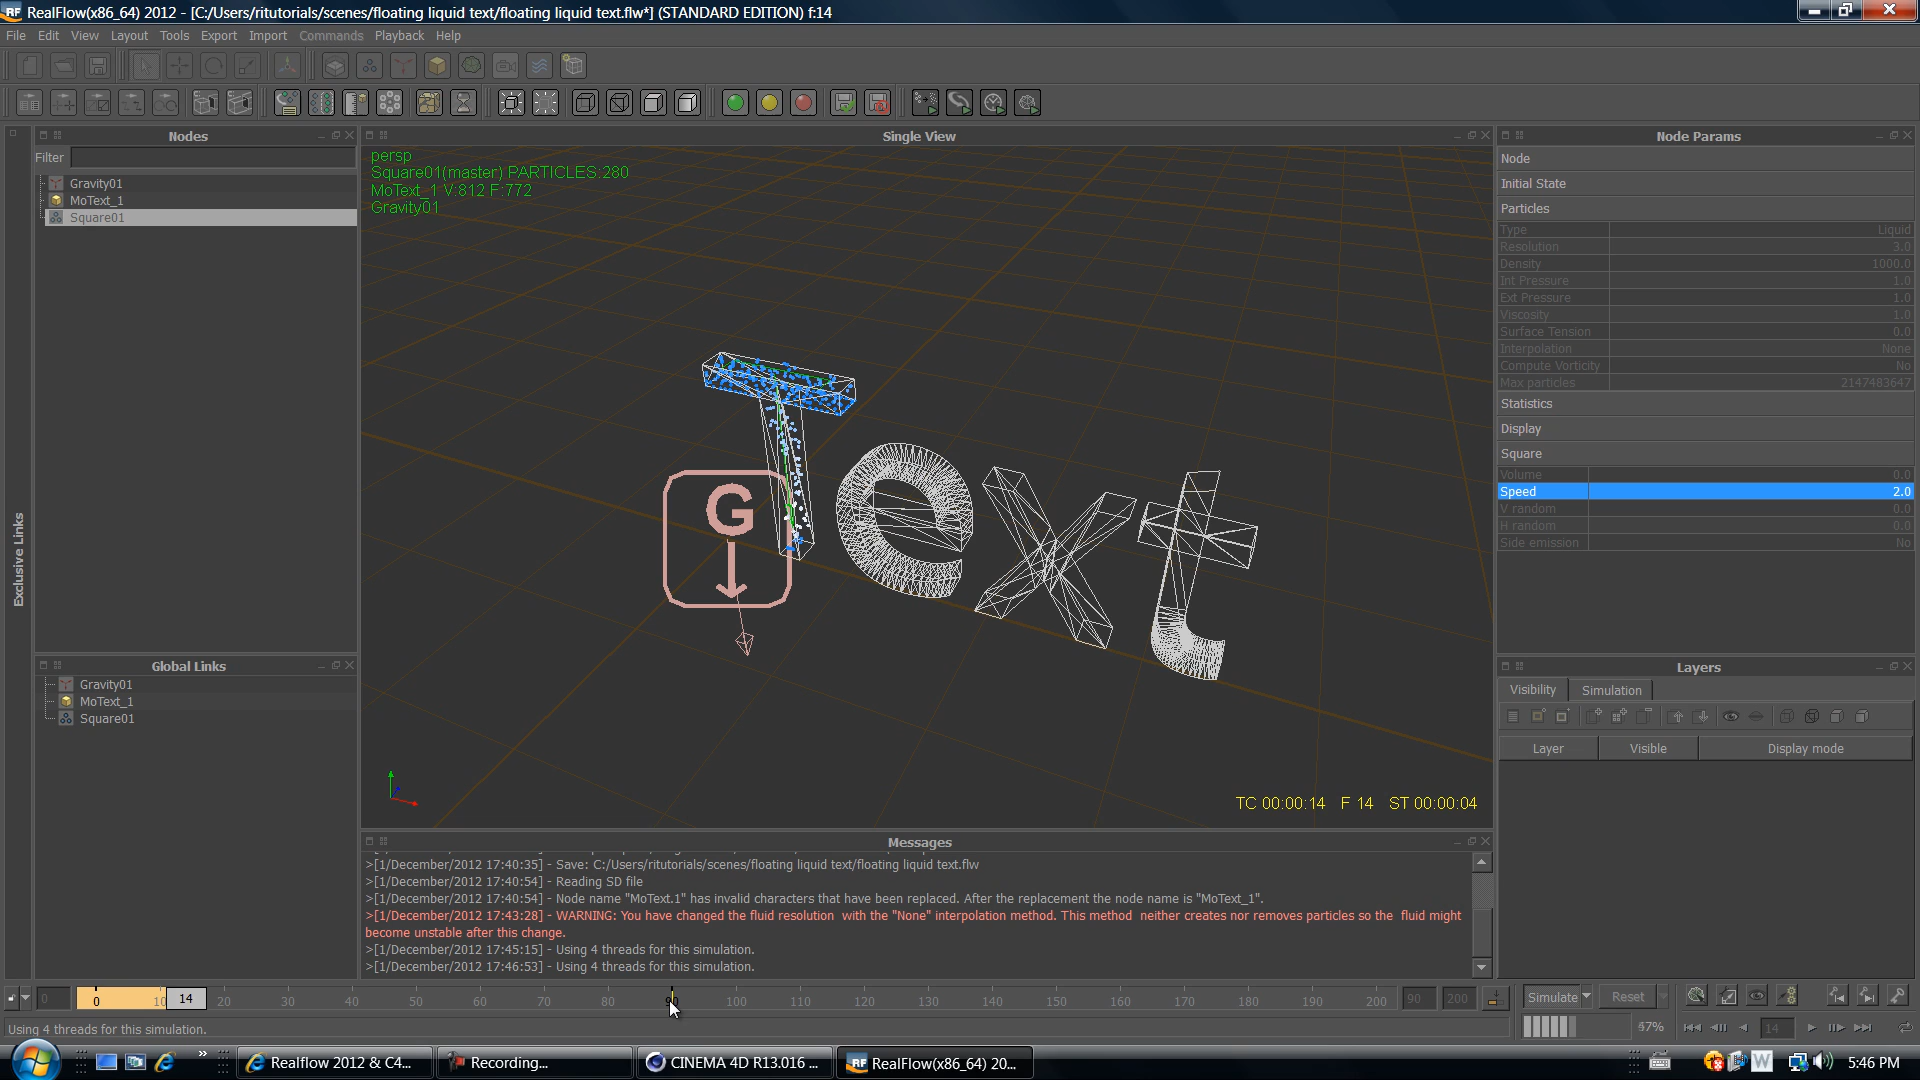 RealFlow(x86_64) 2012 - [C:/Users/ritutorials/scenes/floating liquid text/floating liquid text.flw*] (STANDARD EDITION) f:14
File Edit View Layout Tools Export Import Commands Playback Help
Nodes
Filter
Gravity01
MoText_1
Square01
Exclusive Links
Global Links
Gravity01
MoText_1
Square01
Single View
persp
Square01(master) PARTICLES:280
MoText_1 V:812 F:772
Gravity01
G
Text
TC 00:00:14 F 14 ST 00:00:04
Messages
>[1/December/2012 17:40:35] - Save: C:/Users/ritutorials/scenes/floating liquid text/floating liquid text.flw
>[1/December/2012 17:40:54] - Reading SD file
>[1/December/2012 17:40:54] - Node name "MoText.1" has invalid characters that have been replaced. After the replacement the node name is "MoText_1".
>[1/December/2012 17:43:28] - WARNING: You have changed the fluid resolution with the "None" interpolation method. This method neither creates nor removes particles so the fluid might
become unstable after this change.
>[1/December/2012 17:45:15] - Using 4 threads for this simulation.
>[1/December/2012 17:46:53] - Using 4 threads for this simulation.
Node Params
Node
Initial State
Particles
Type Liquid
Resolution 3.0
Density 1000.0
Int Pressure 1.0
Ext Pressure 1.0
Viscosity 1.0
Surface Tension 0.0
Interpolation None
Compute Vorticity No
Max particles 2147483647
Statistics
Display
Square
Volume 0.0
Speed 2.0
V random 0.0
H random 0.0
Side emission No
Layers
Visibility Simulation
Layer Visible Display mode
0 0 10 14 20 30 40 50 60 70 80 90 100 110 120 130 140 150 160 170 180 190 200 90 200
Simulate Reset
47% 14
Using 4 threads for this simulation.
Realflow 2012 & C4... Recording... CINEMA 4D R13.016 ... RealFlow(x86_64) 20... 5:46 PM